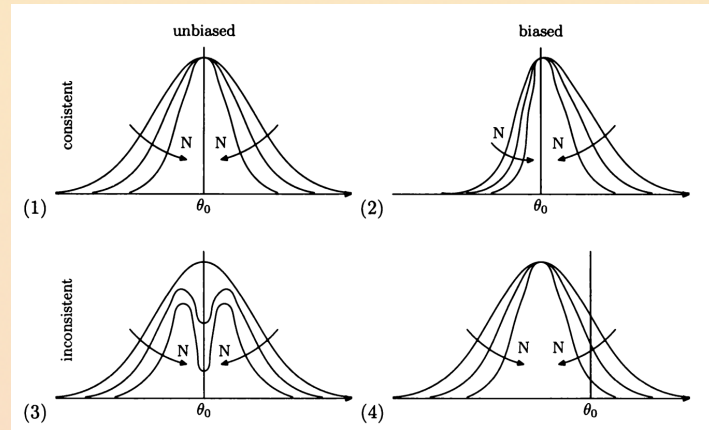 unbiased
biased
consistent
N
N
N
N
(1)
θ₀
(2)
θ₀
inconsistent
N
N
N
N
(3)
θ₀
(4)
θ₀